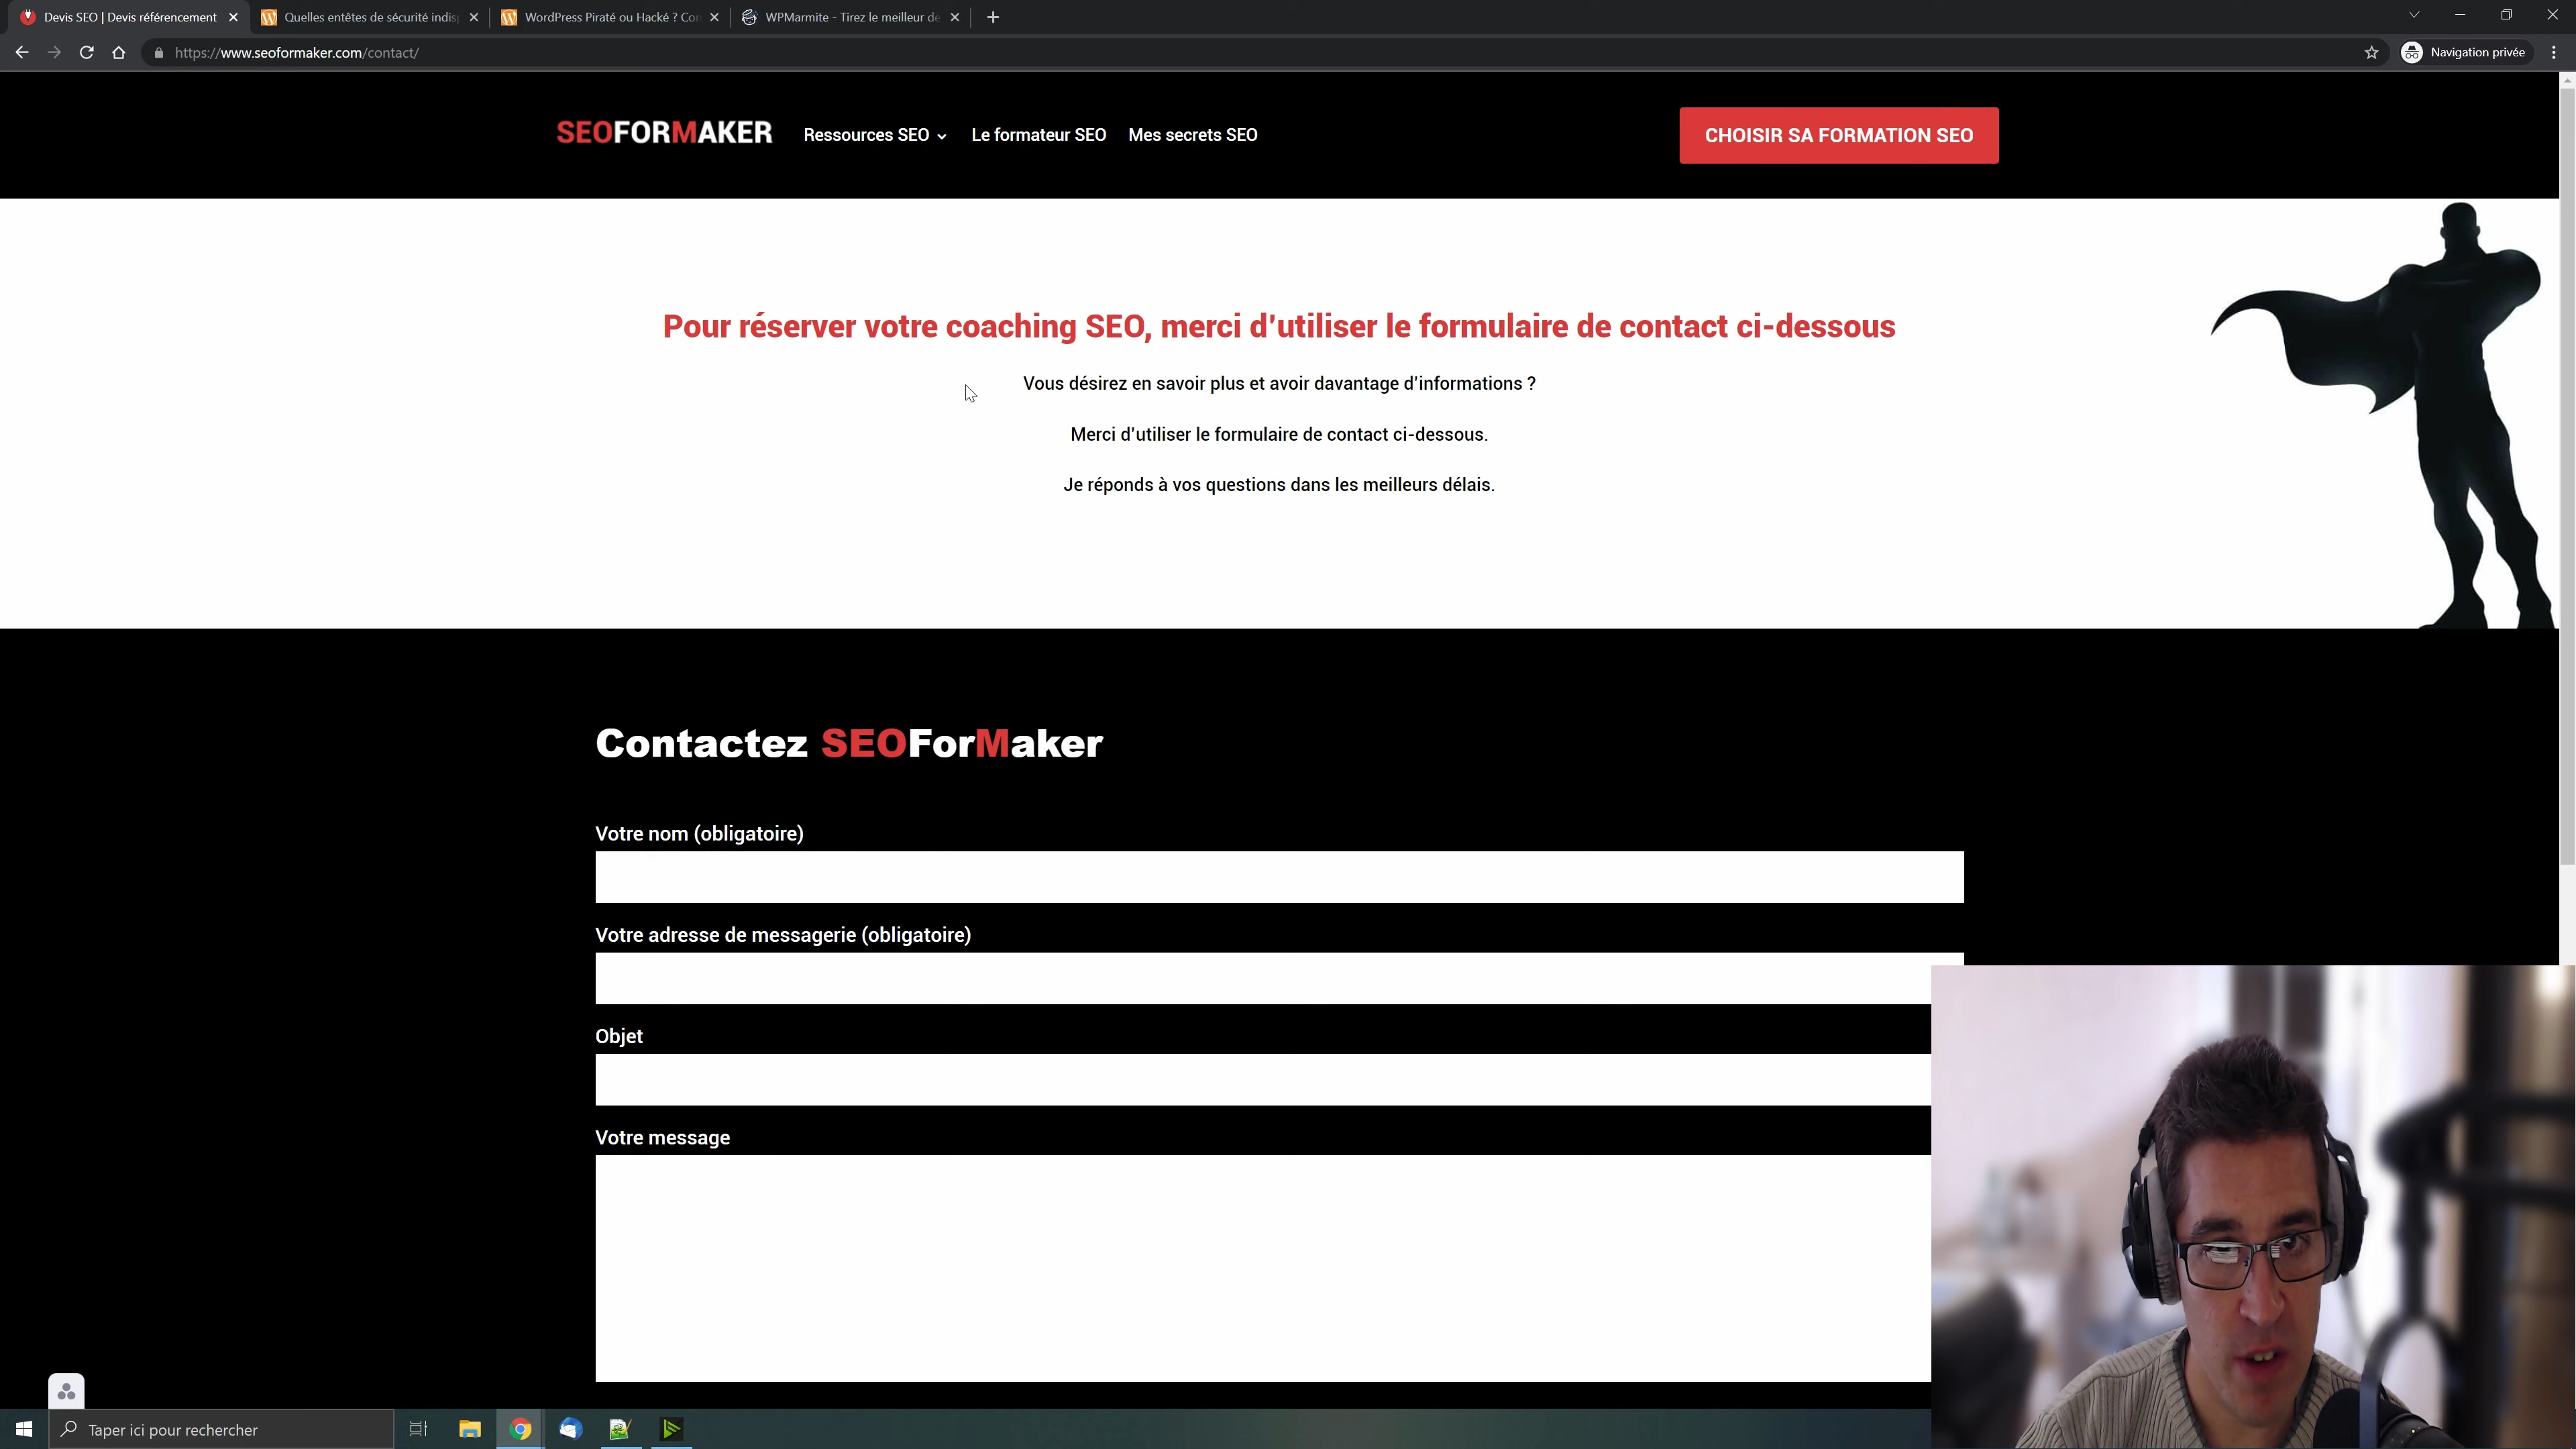 Devis SEO | Devis référencement
Quelles entêtes de sécurité indis
WordPress Piraté ou Hacké ? Con
WPMarmite - Tirez le meilleur de
https://www.seoformaker.com/contact/
Navigation privée
SEOFORMAKER
Ressources SEO
Le formateur SEO
Mes secrets SEO
CHOISIR SA FORMATION SEO
Pour réserver votre coaching SEO, merci d'utiliser le formulaire de contact ci-dessous
Vous désirez en savoir plus et avoir davantage d'informations ?
Merci d'utiliser le formulaire de contact ci-dessous.
Je réponds à vos questions dans les meilleurs délais.
Contactez SEOForMaker
Votre nom (obligatoire)
Votre adresse de messagerie (obligatoire)
Objet
Votre message
Taper ici pour rechercher